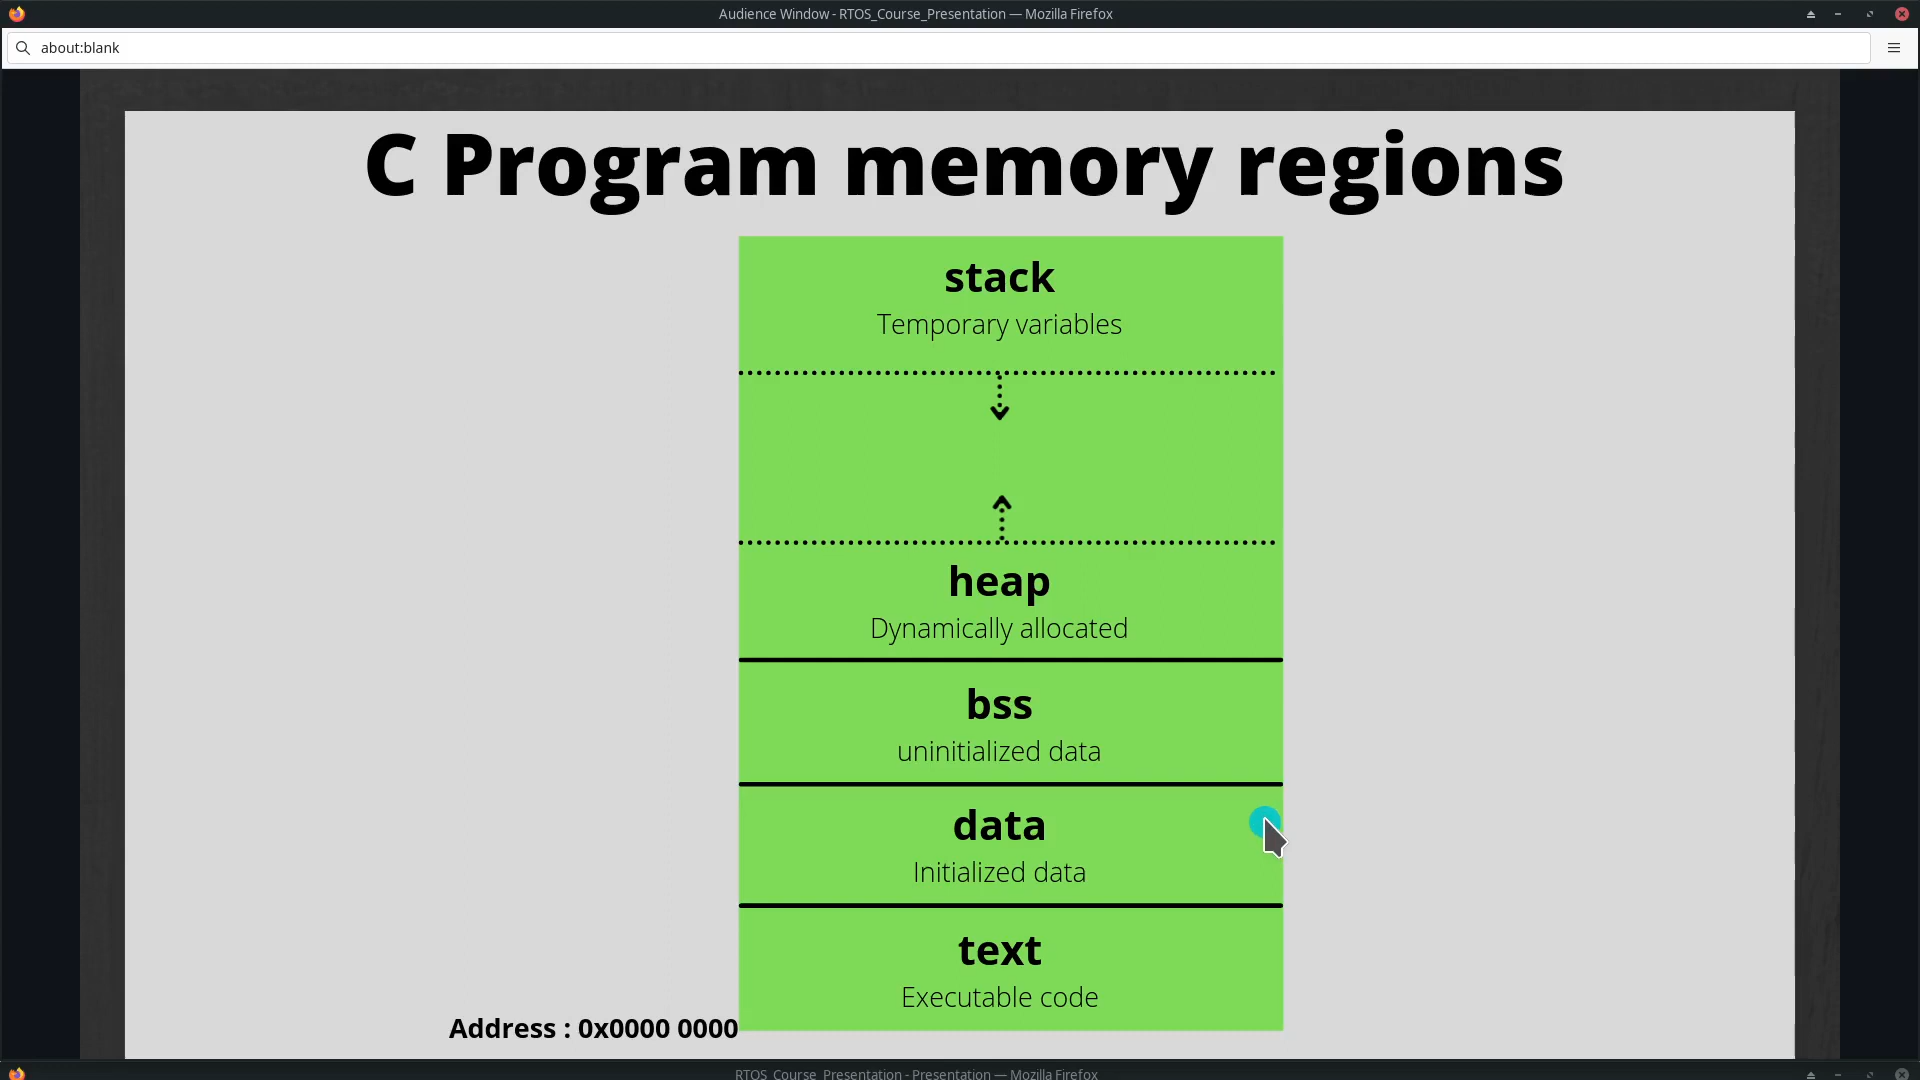 Audience Window - RTOS_Course_Presentation — Mozilla Firefox
about:blank
C Program memory regions
stack
Temporary variables
heap
Dynamically allocated
bss
uninitialized data
data
Initialized data
text
Executable code
Address : 0x0000 0000
RTOS_Course_Presentation - Presentation — Mozilla Firefox